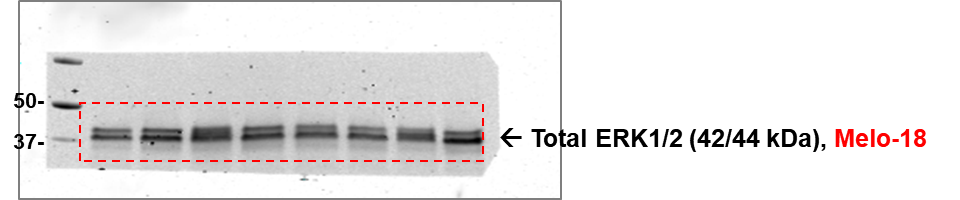 50-
37-
← Total ERK1/2 (42/44 kDa), Melo-18